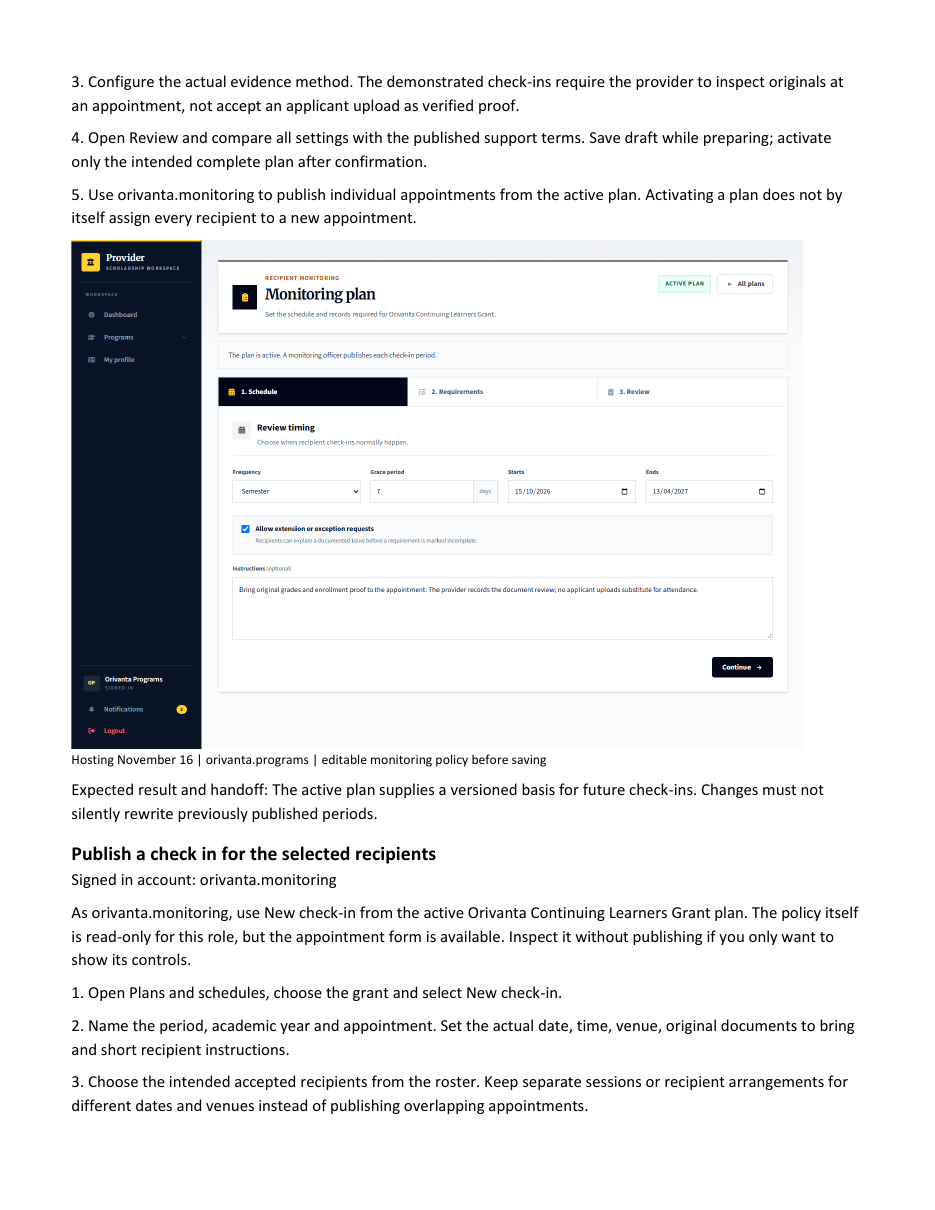 3. Configure the actual evidence method. The demonstrated check-ins require the provider to inspect originals at
an appointment, not accept an applicant upload as verified proof.
4. Open Review and compare all settings with the published support terms. Save draft while preparing; activate
only the intended complete plan after confirmation.
5. Use orivanta.monitoring to publish individual appointments from the active plan. Activating a plan does not by
itself assign every recipient to a new appointment.
Provider
SCHOLARSHIP WORKSPACE
WORKSPACE
Dashboard
Programs
My profile
RECIPIENT MONITORING
Monitoring plan
Set the schedule and records required for Orivanta Continuing Learners Grant.
ACTIVE PLAN
← All plans
The plan is active. A monitoring officer publishes each check-in period.
1. Schedule
2. Requirements
3. Review
Review timing
Choose when recipient check-ins normally happen.
Frequency
Grace period
Starts
Ends
Semester
7
days
15/10/2026
13/04/2027
Allow extension or exception requests
Recipients can explain a documented issue before a requirement is marked incomplete.
Instructions (optional)
Bring original grades and enrollment proof to the appointment. The provider records the document review; no applicant uploads substitute for attendance.
Continue →
OP
Orivanta Programs
SIGNED IN
Notifications
2
Logout
Hosting November 16 | orivanta.programs | editable monitoring policy before saving
Expected result and handoff: The active plan supplies a versioned basis for future check-ins. Changes must not
silently rewrite previously published periods.
Publish a check in for the selected recipients
Signed in account: orivanta.monitoring
As orivanta.monitoring, use New check-in from the active Orivanta Continuing Learners Grant plan. The policy itself
is read-only for this role, but the appointment form is available. Inspect it without publishing if you only want to
show its controls.
1. Open Plans and schedules, choose the grant and select New check-in.
2. Name the period, academic year and appointment. Set the actual date, time, venue, original documents to bring
and short recipient instructions.
3. Choose the intended accepted recipients from the roster. Keep separate sessions or recipient arrangements for
different dates and venues instead of publishing overlapping appointments.